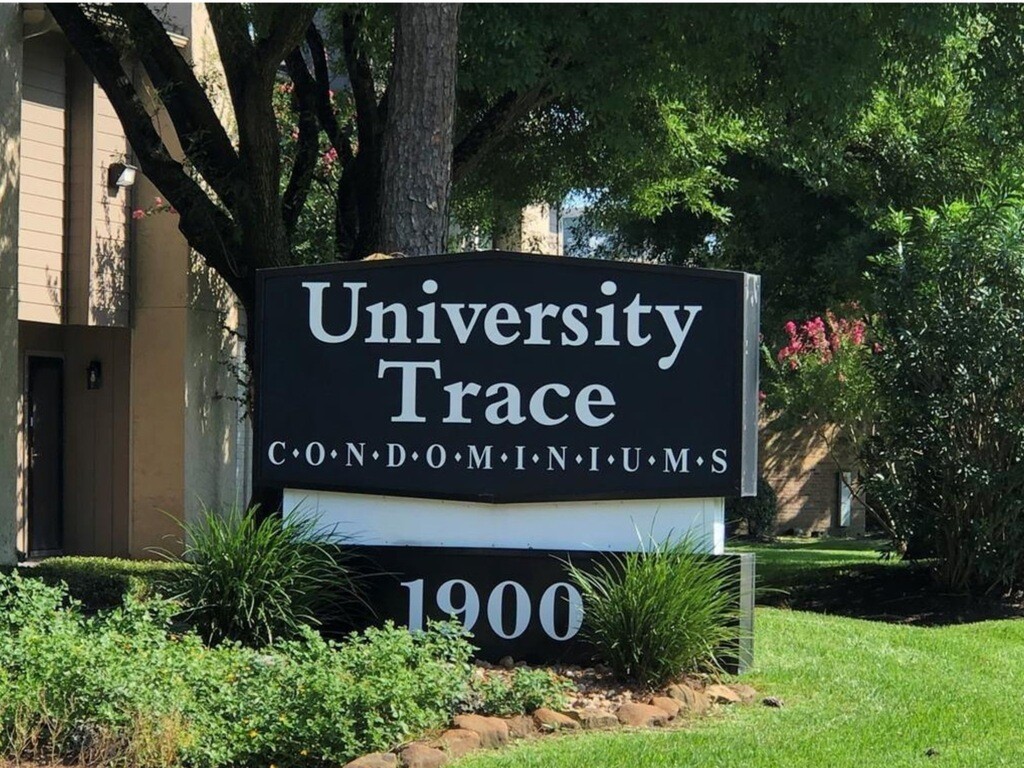 University
Trace
C•O•N•D•O•M•I•N•I•U•M•S
1900